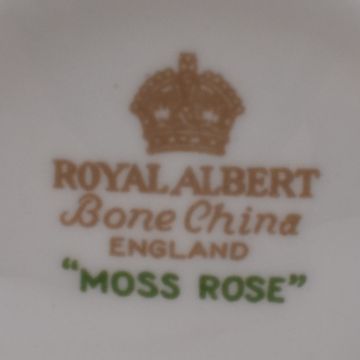 ROYAL ALBERT
Bone China
ENGLAND
"MOSS ROSE"